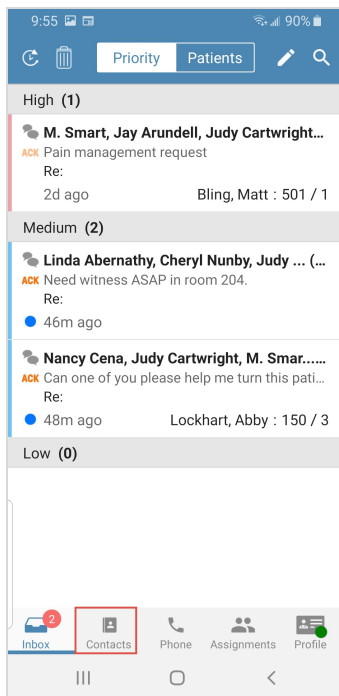 9:55 90%
Priority Patients
High (1)
M. Smart, Jay Arundell, Judy Cartwright...
ACK Pain management request
Re:
2d ago Bling, Matt : 501 / 1
Medium (2)
Linda Abernathy, Cheryl Nunby, Judy ... (...
ACK Need witness ASAP in room 204.
Re:
46m ago
Nancy Cena, Judy Cartwright, M. Smar......
ACK Can one of you please help me turn this pati...
Re:
48m ago Lockhart, Abby : 150 / 3
Low (0)
2
Inbox Contacts Phone Assignments Profile